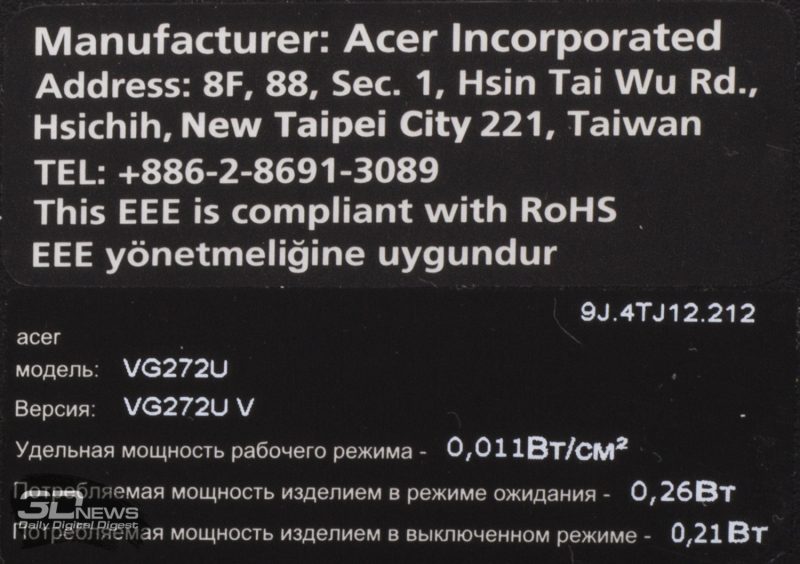 Manufacturer: Acer Incorporated
Address: 8F, 88, Sec. 1, Hsin Tai Wu Rd.,
Hsichih, New Taipei City 221, Taiwan
TEL: +886-2-8691-3089
This EEE is compliant with RoHS
EEE yönetmeliğine uygundur
9J.4TJ12.212
acer
модель: VG272U
Версия: VG272U V
Удельная мощность рабочего режима - 0,011Вт/см²
Потребляемая мощность изделием в режиме ожидания - 0,26Вт
3DNEWS
Daily Digital Digest
Потребляемая мощность изделием в выключенном режиме - 0,21Вт